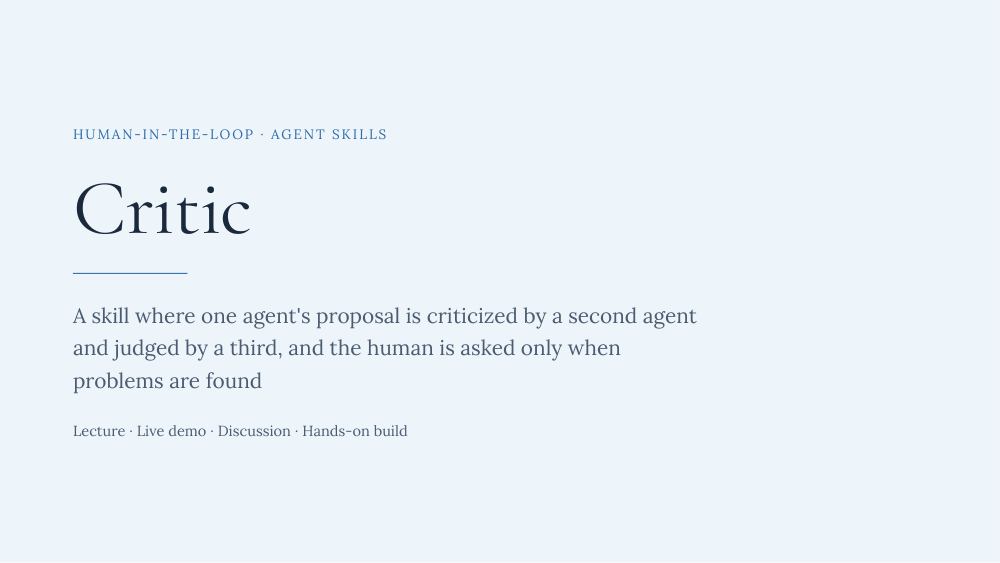 HUMAN-IN-THE-LOOP · AGENT SKILLS
Critic
A skill where one agent's proposal is criticized by a second agent
and judged by a third, and the human is asked only when
problems are found
Lecture · Live demo · Discussion · Hands-on build